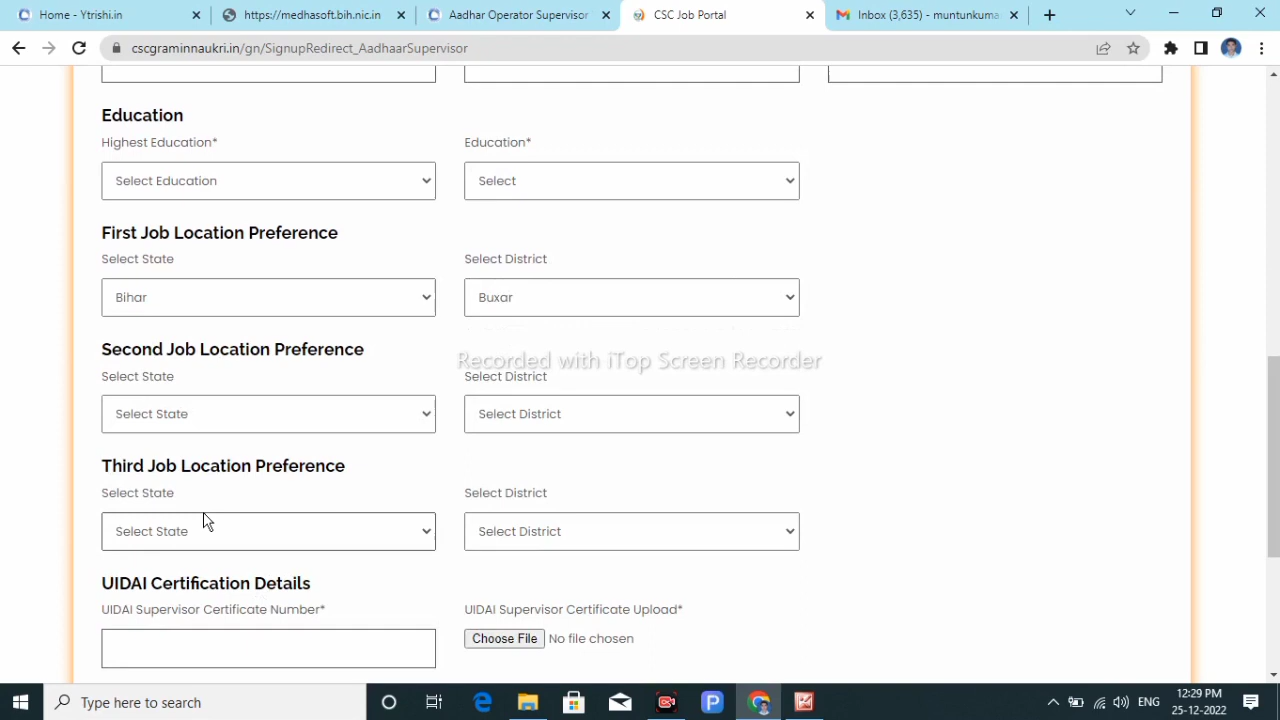 Home - Ytrishi.in
https://medhasoft.bih.nic.in
Aadhar Operator Supervisor
CSC Job Portal
Inbox (3,635) - muntunkuma
cscgraminnaukri.in/gn/SignupRedirect_AadhaarSupervisor
Education
Highest Education* Education*
Select Education Select
First Job Location Preference
Select State Select District
Bihar Buxar
Second Job Location Preference
Recorded with iTop Screen Recorder
Select State Select District
Select State Select District
Third Job Location Preference
Select State Select District
Select State Select District
UIDAI Certification Details
UIDAI Supervisor Certificate Number* UIDAI Supervisor Certificate Upload*
Choose File No file chosen
Type here to search
ENG
12:29 PM
25-12-2022